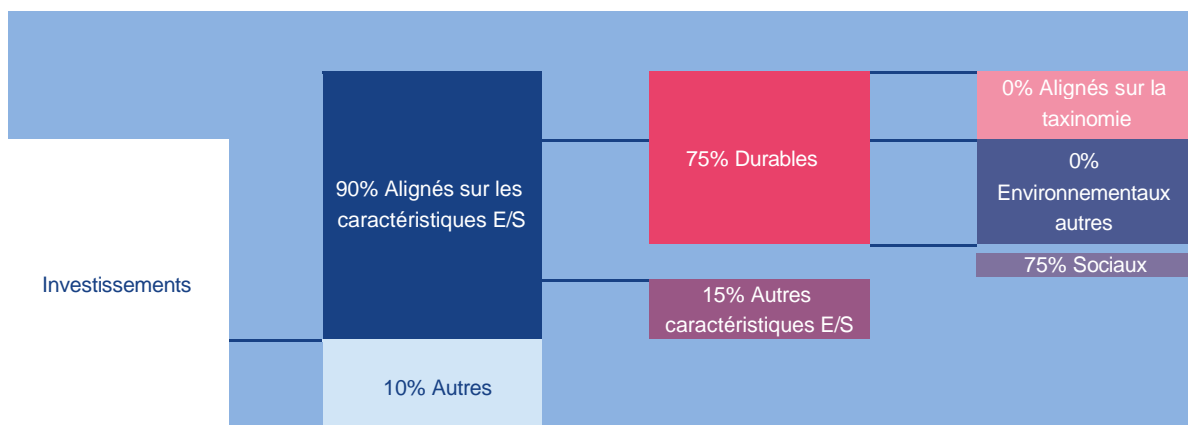 Investissements
90% Alignés sur les
caractéristiques E/S
10% Autres
75% Durables
15% Autres
caractéristiques E/S
0% Alignés sur la
taxinomie
0%
Environnementaux
autres
75% Sociaux